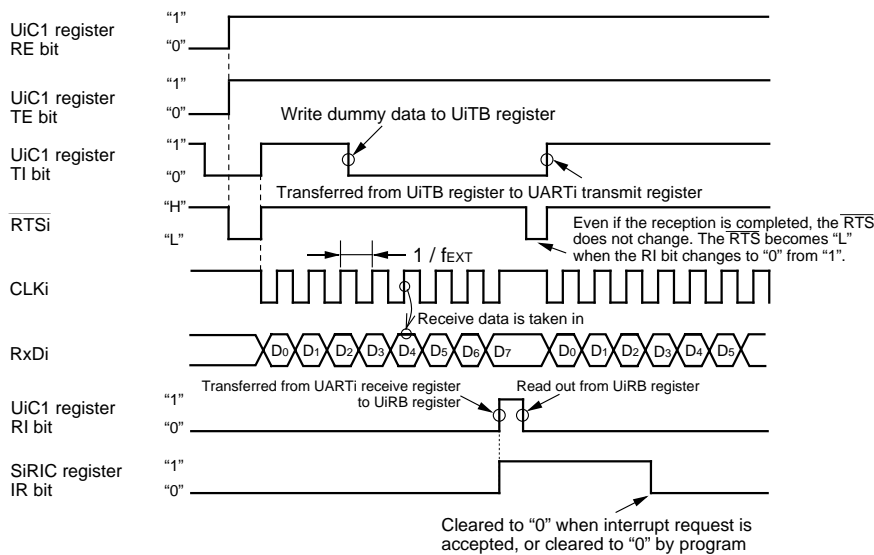 UiC1 register
RE bit
“1”
“0”
UiC1 register
TE bit
“1”
“0”
Write dummy data to UiTB register
UiC1 register
TI bit
“1”
“0”
Transferred from UiTB register to UARTi transmit register
RTSi
“H”
“L”
Even if the reception is completed, the RTS
does not change. The RTS becomes “L”
when the RI bit changes to “0” from “1”.
1 / fEXT
CLKi
Receive data is taken in
RxDi
D0 D1 D2 D3 D4 D5 D6 D7 D0 D1 D2 D3 D4 D5
Transferred from UARTi receive register
to UiRB register
Read out from UiRB register
UiC1 register
RI bit
“1”
“0”
SiRIC register
IR bit
“1”
“0”
Cleared to “0” when interrupt request is
accepted, or cleared to “0” by program